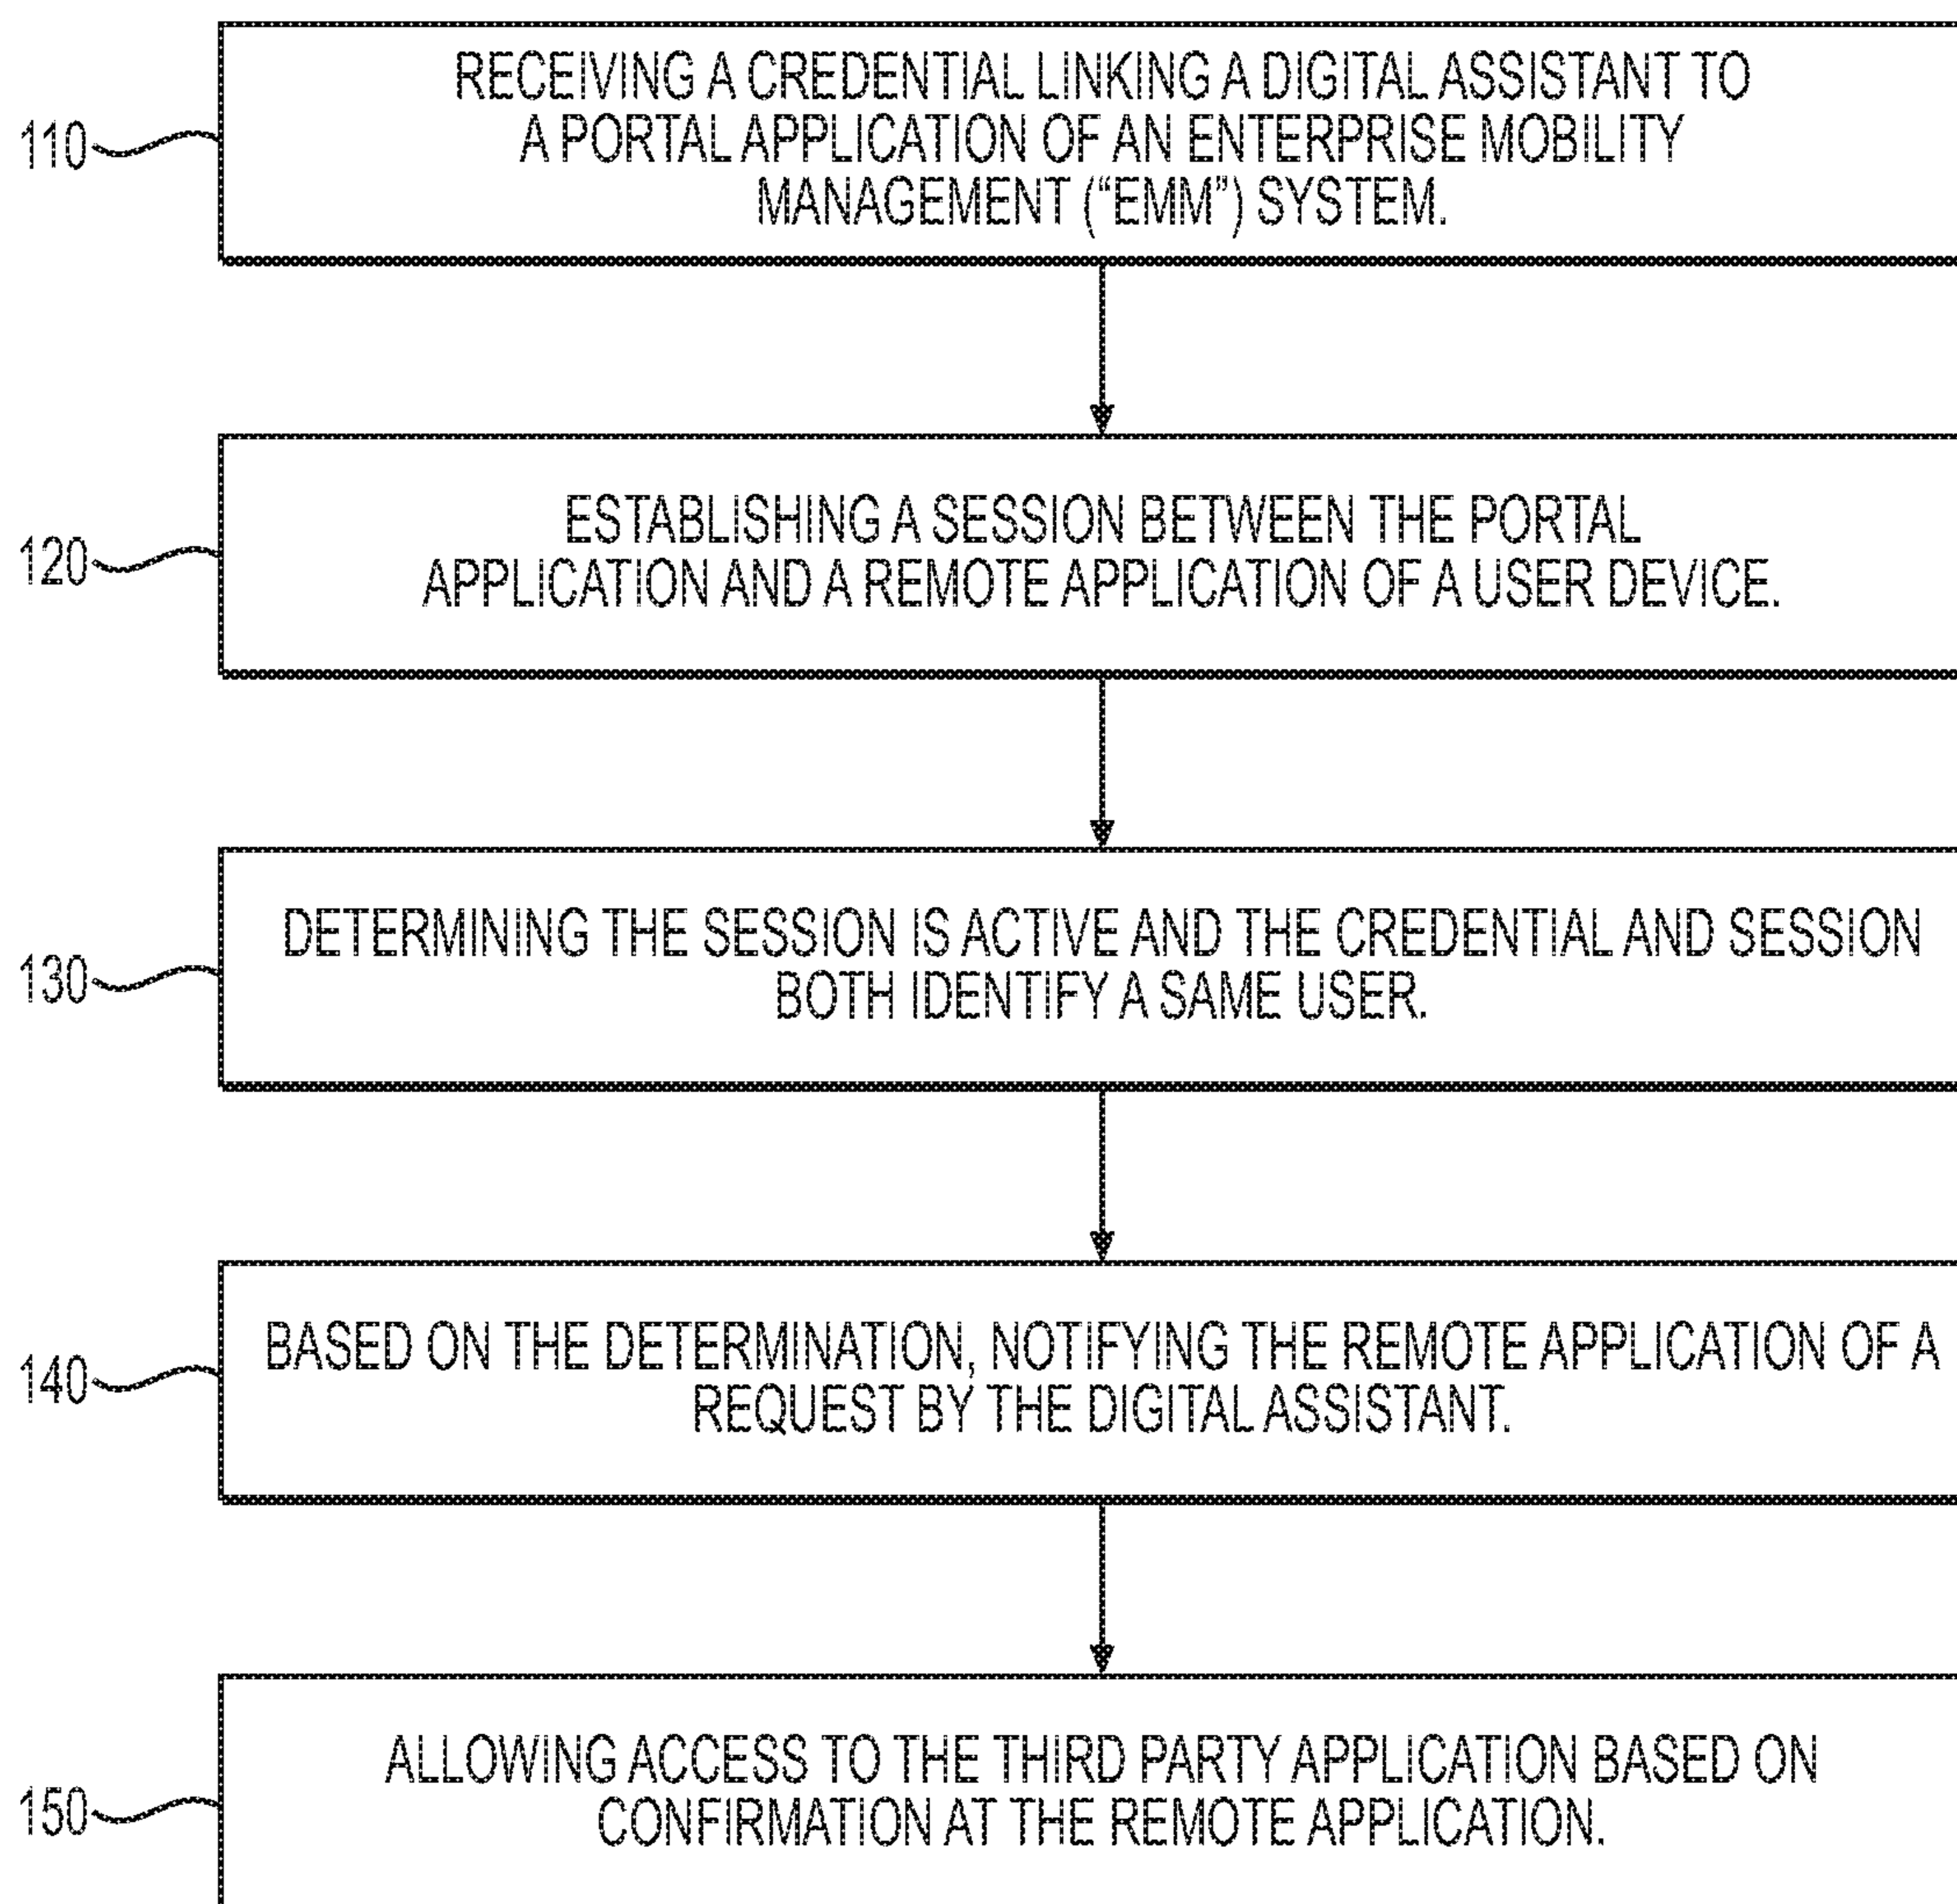 110
RECEIVING A CREDENTIAL LINKING A DIGITAL ASSISTANT TO
A PORTAL APPLICATION OF AN ENTERPRISE MOBILITY
MANAGEMENT (“EMM”) SYSTEM.
120
ESTABLISHING A SESSION BETWEEN THE PORTAL
APPLICATION AND A REMOTE APPLICATION OF A USER DEVICE.
130
DETERMINING THE SESSION IS ACTIVE AND THE CREDENTIAL AND SESSION
BOTH IDENTIFY A SAME USER.
140
BASED ON THE DETERMINATION, NOTIFYING THE REMOTE APPLICATION OF A
REQUEST BY THE DIGITAL ASSISTANT.
150
ALLOWING ACCESS TO THE THIRD PARTY APPLICATION BASED ON
CONFIRMATION AT THE REMOTE APPLICATION.